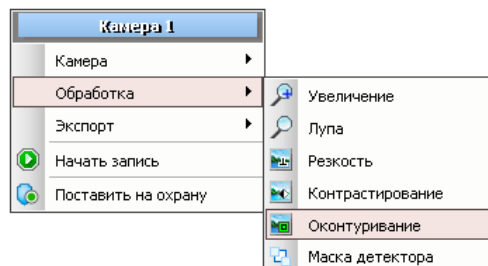 Камера 1
Камера
Обработка
Экспорт
Начать запись
Поставить на охрану
Увеличение
Лупа
Резкость
Контрастирование
Оконтуривание
Маска детектора